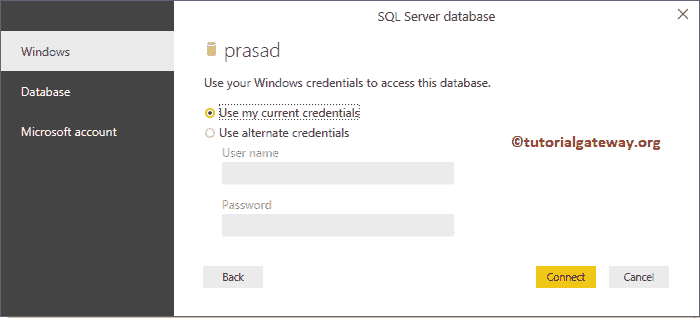 SQL Server database
Windows
Database
Microsoft account
prasad
Use your Windows credentials to access this database.
Use my current credentials
Use alternate credentials
User name
Password
©tutorialgateway.org
Back
Connect
Cancel